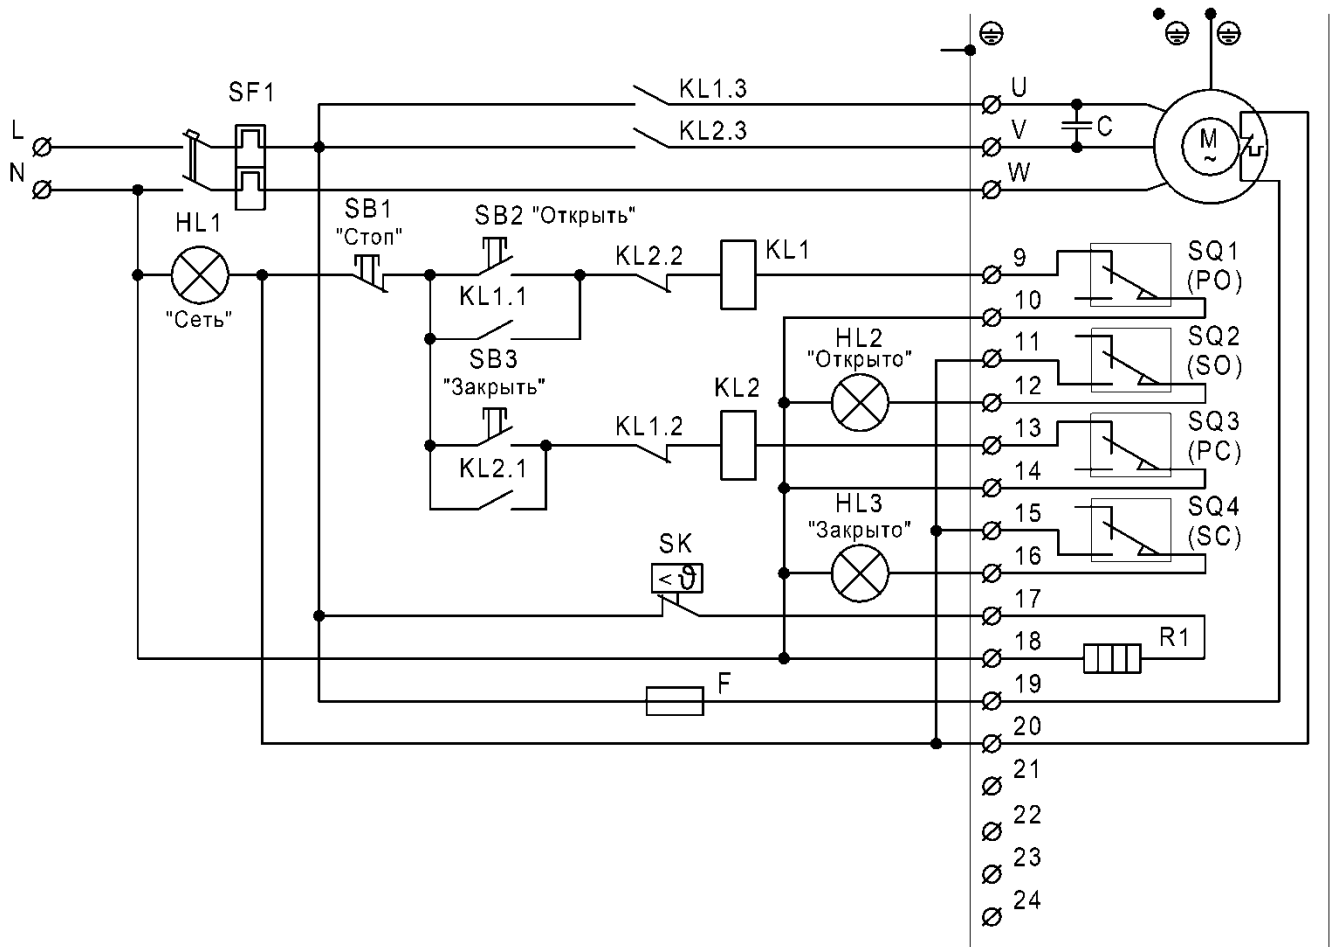 U
KL1.3
SF1
C
L
V
KL2.3
M
~
N
W
HL1
SB1
"Стоп"
SB2 "Открыть"
KL2.2
KL1
9
SQ1
(PO)
KL1.1
"Сеть"
10
SB3
"Закрыть"
HL2
"Открыто"
11
SQ2
(SO)
KL2
12
KL1.2
13
SQ3
(PC)
KL2.1
14
HL3
"Закрыто"
15
SQ4
(SC)
SK
< ϑ
16
17
18
R1
F
19
20
21
22
23
24